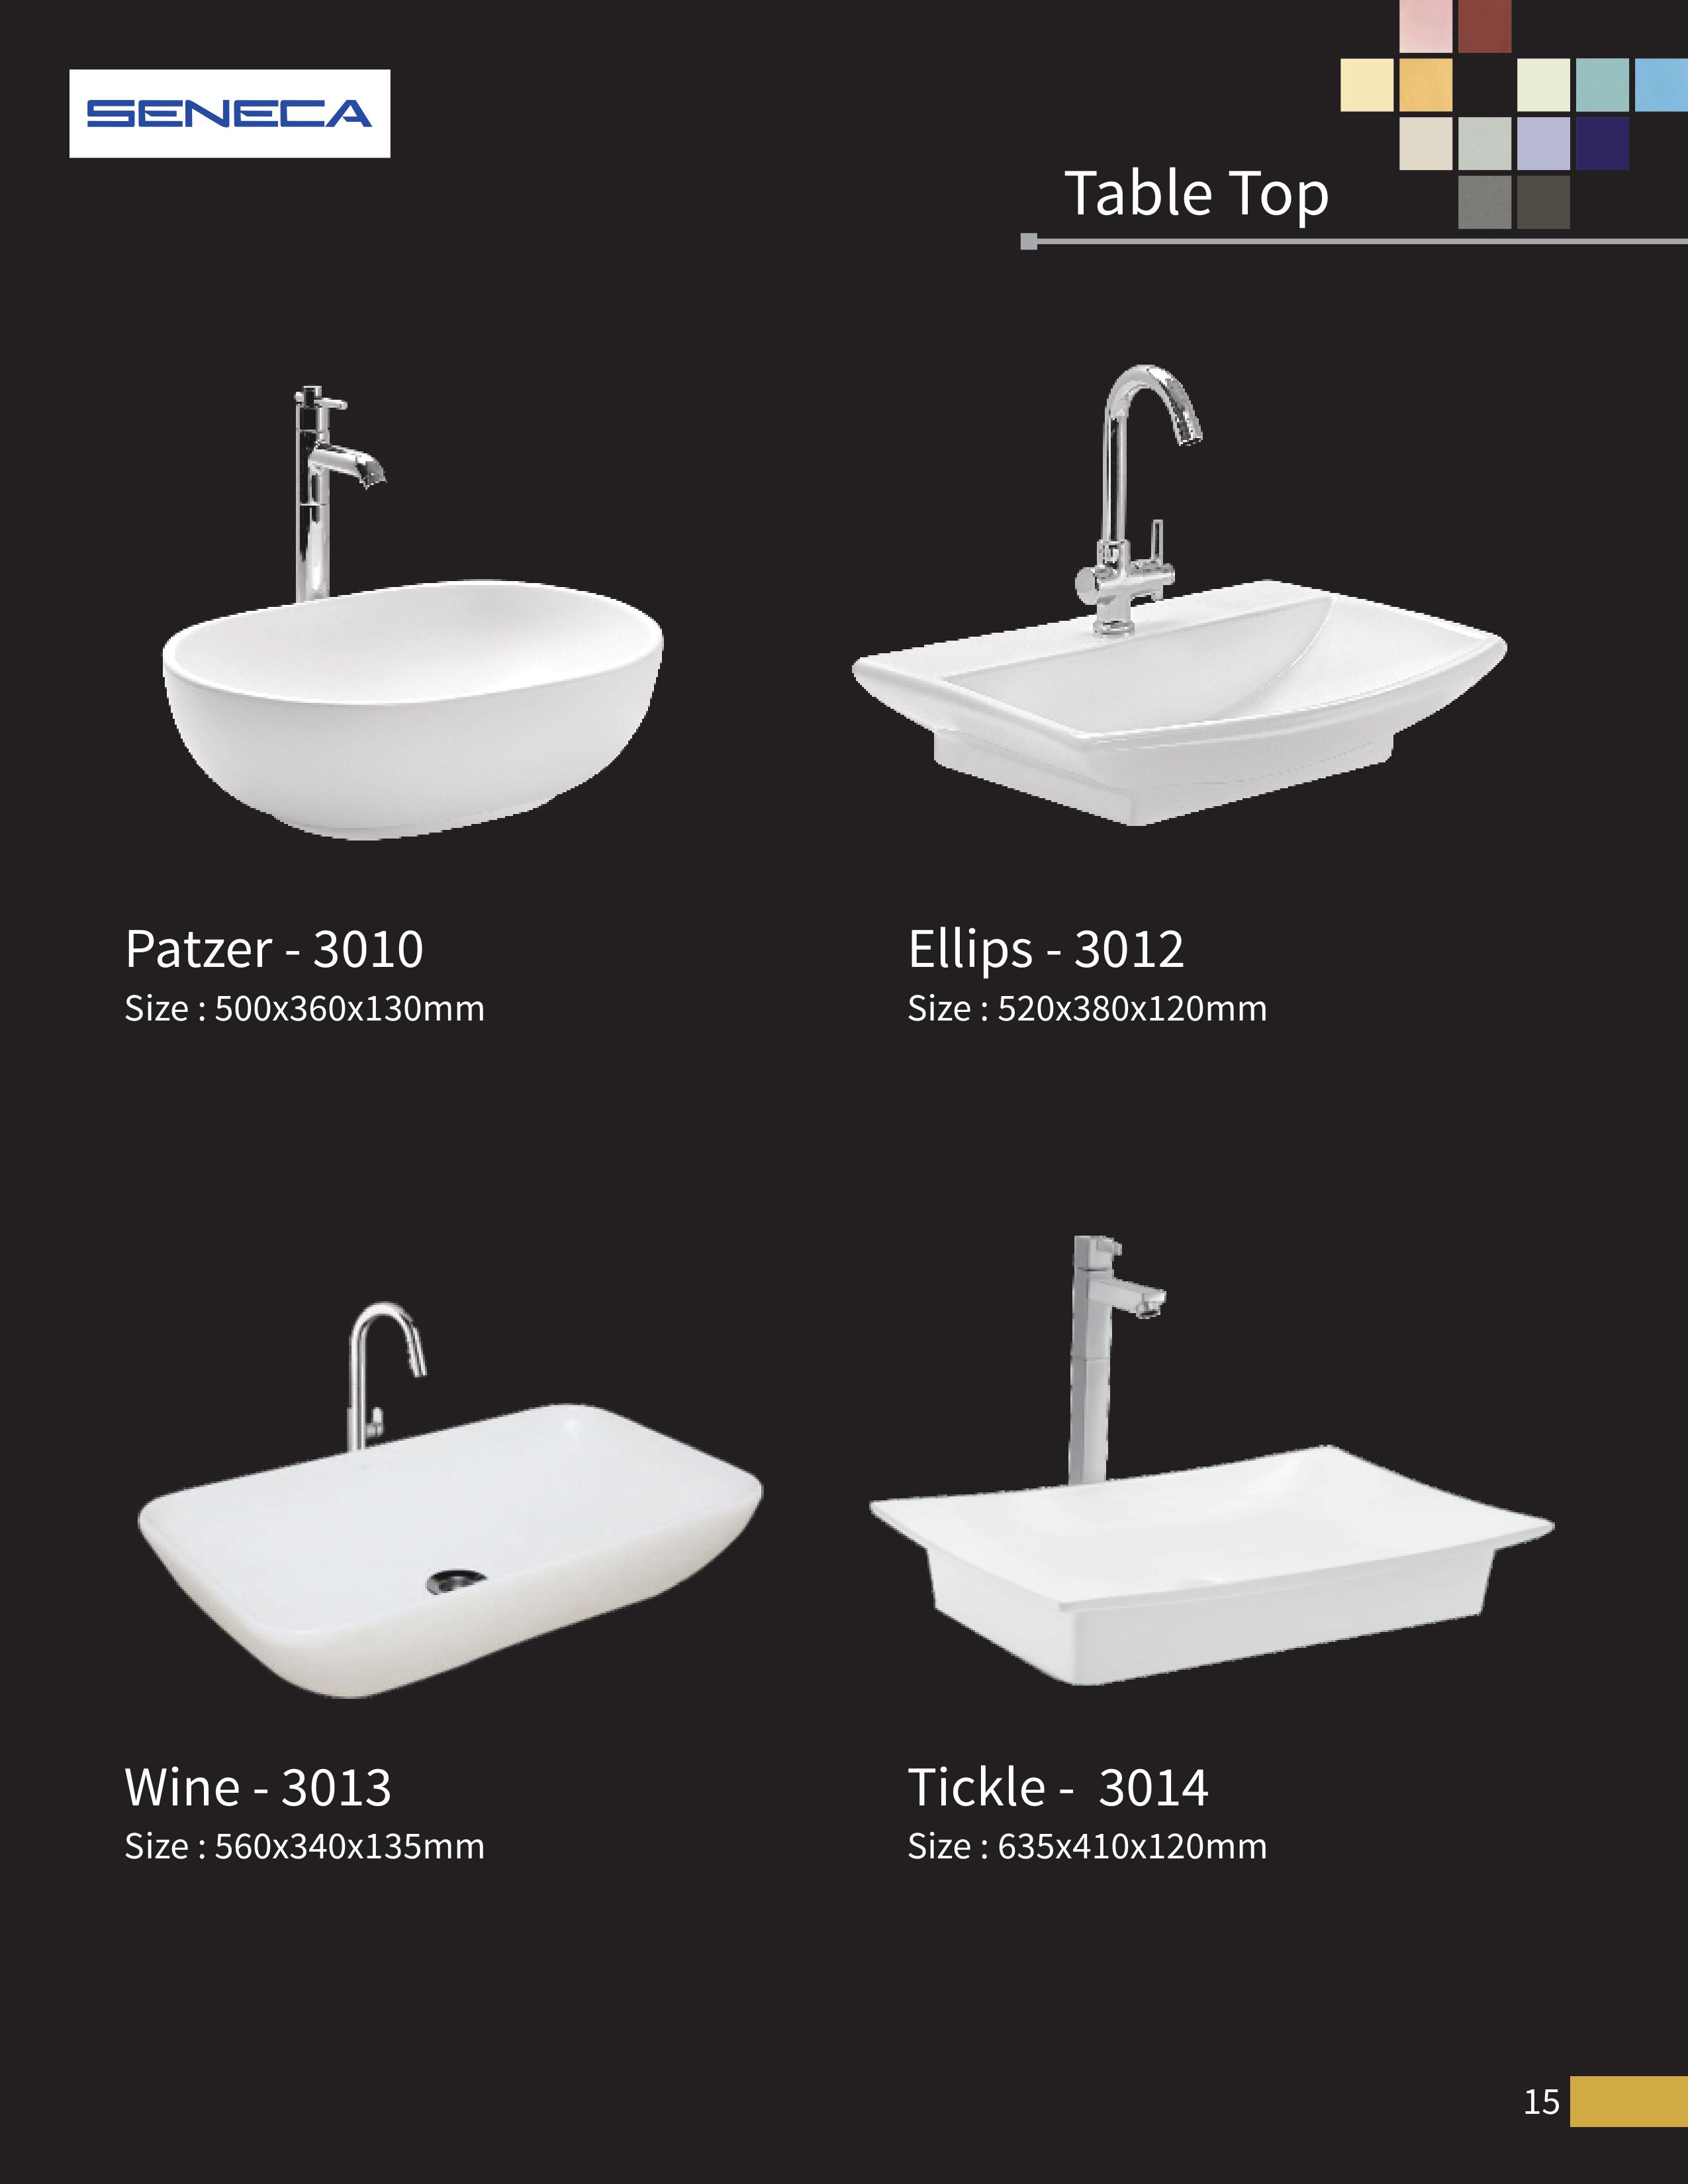 SENECA
Table Top
Patzer - 3010
Size : 500x360x130mm
Ellips - 3012
Size : 520x380x120mm
Wine - 3013
Size : 560x340x135mm
Tickle -  3014
Size : 635x410x120mm
15